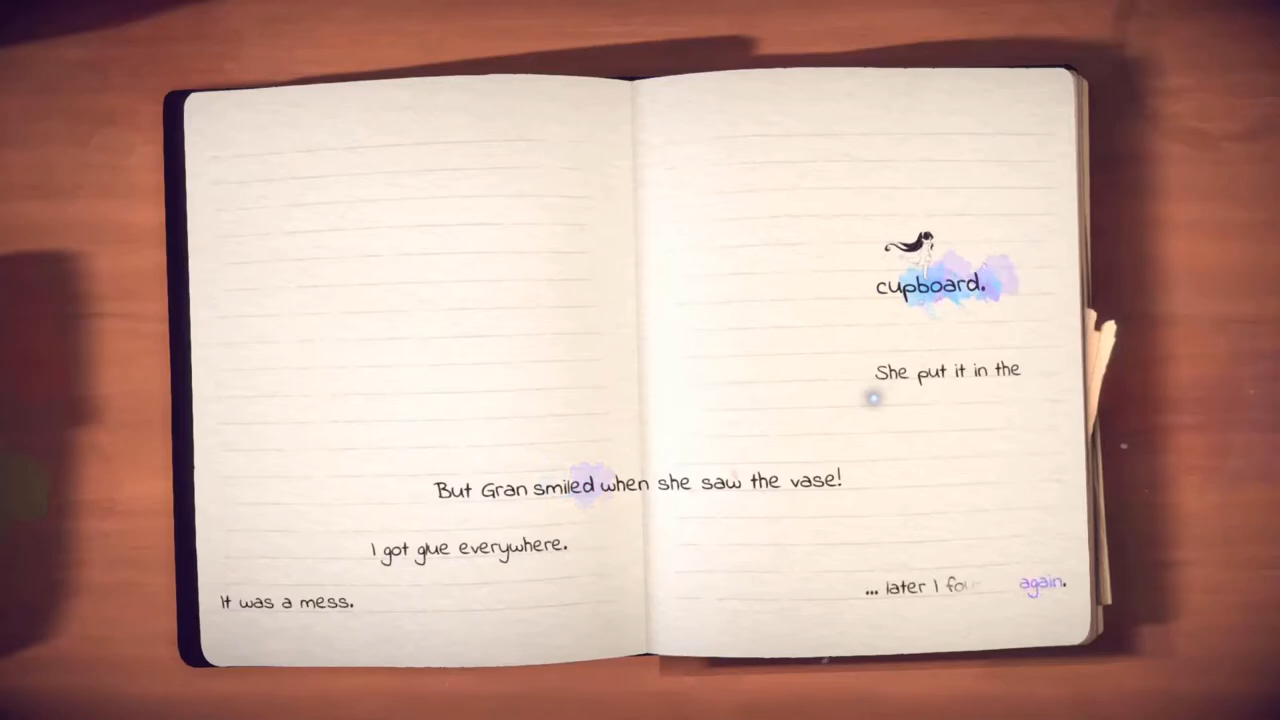 cupboard.
She put it in the
But Gran smiled when she saw the vase!
I got glue everywhere.
It was a mess.
... later I again.